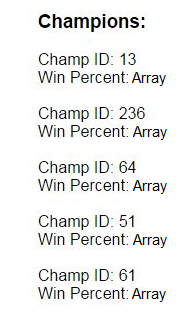 Champions:
Champ ID: 13
Win Percent: Array
Champ ID: 236
Win Percent: Array
Champ ID: 64
Win Percent: Array
Champ ID: 51
Win Percent: Array
Champ ID: 61
Win Percent: Array